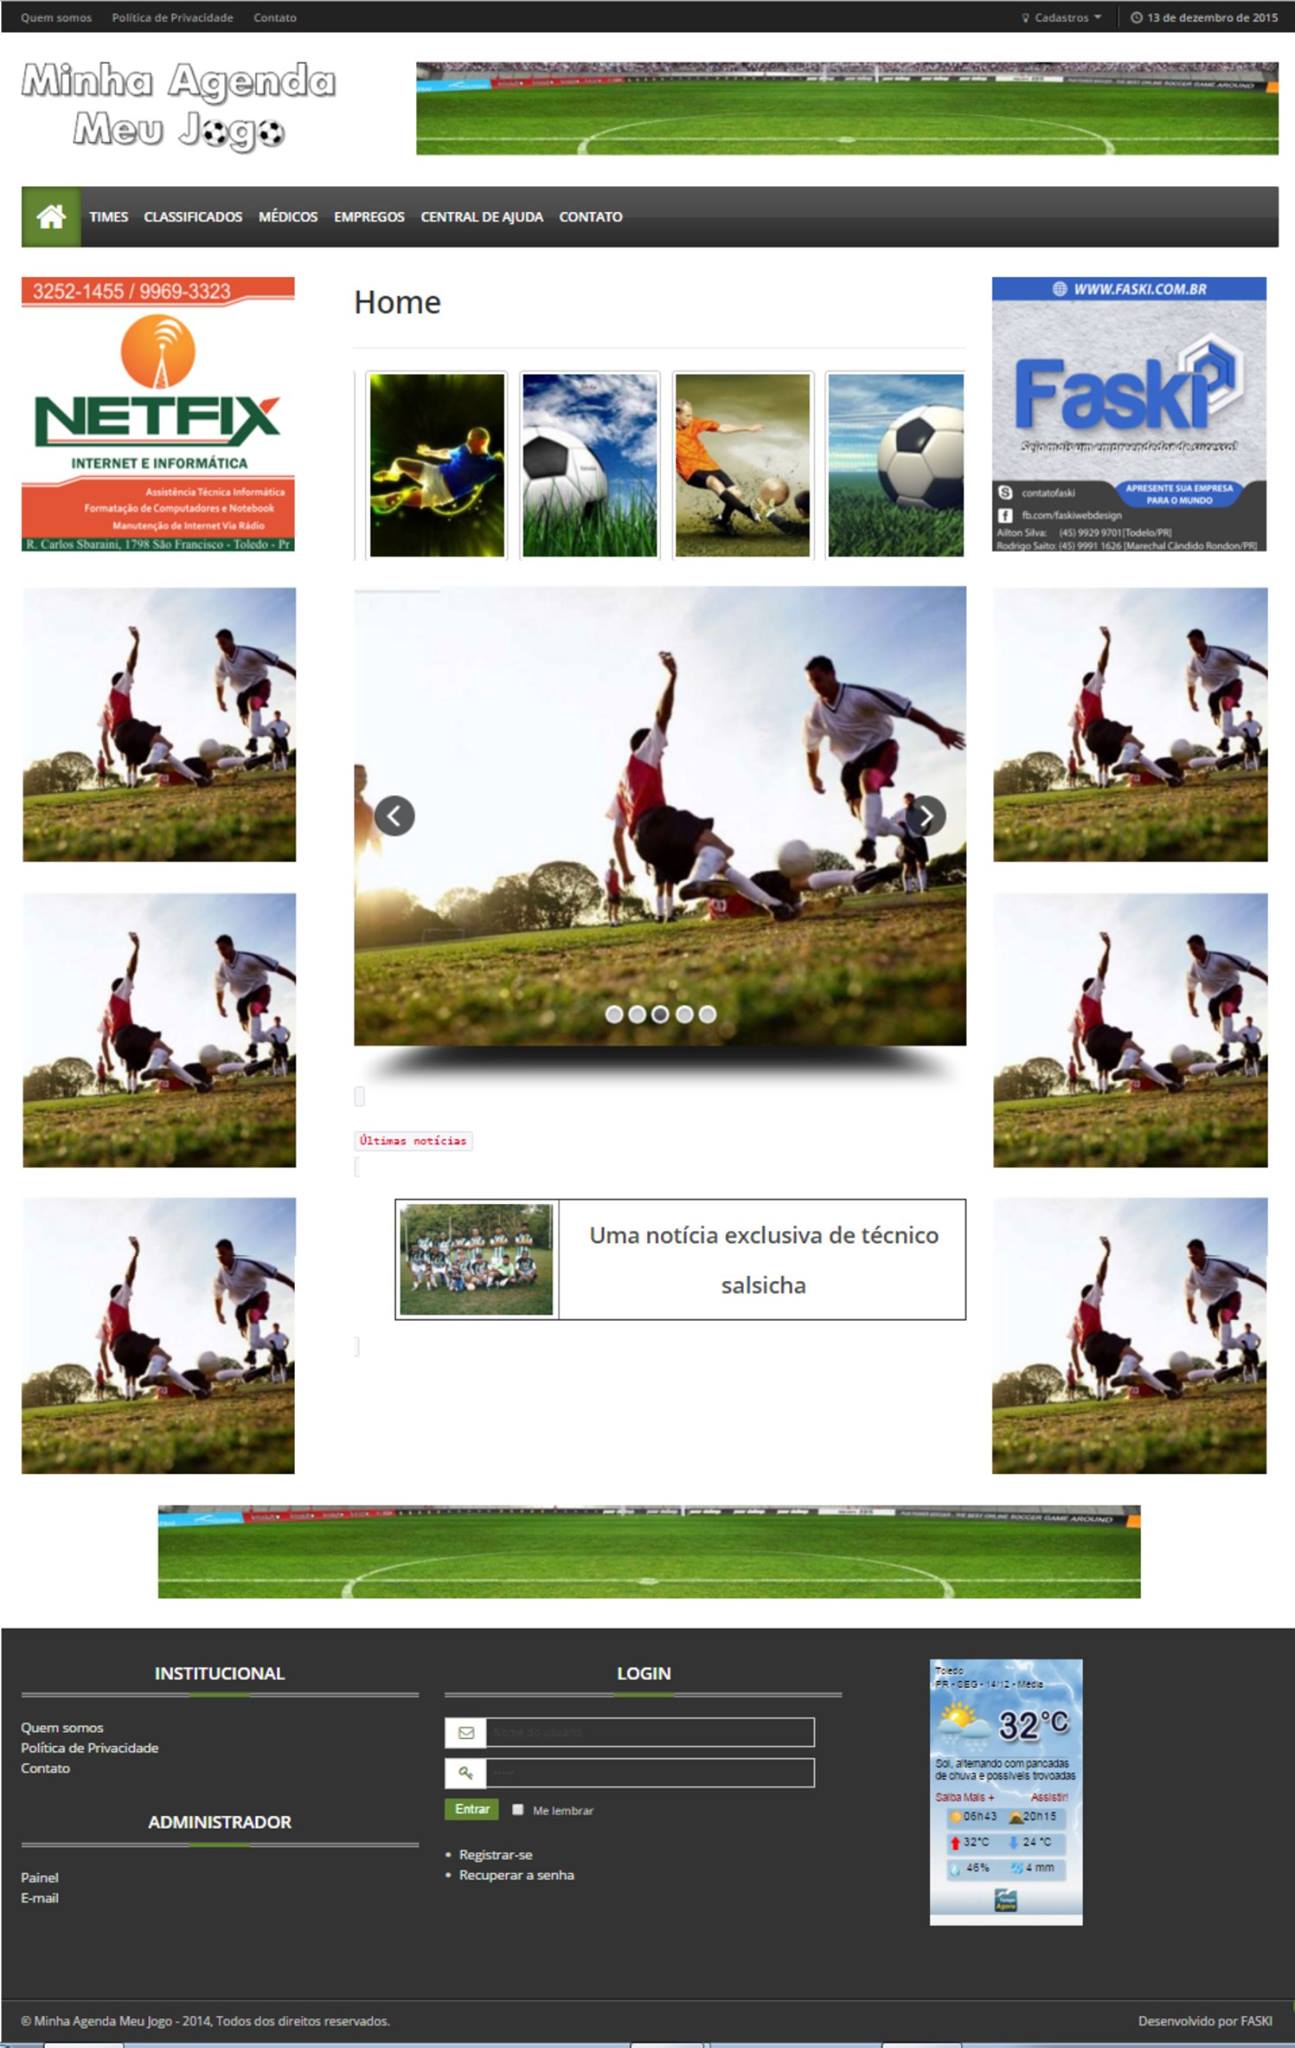 Quem somos Política de Privacidade Contato Cadastros 13 de dezembro de 2015
Minha Agenda
Meu Jogo
TIMES CLASSIFICADOS MÉDICOS EMPREGOS CENTRAL DE AJUDA CONTATO
3252-1455 / 9969-3323
NETFIX
INTERNET E INFORMÁTICA
Assistência Técnica Informática
Formatação de Computadores e Notebook
Manutenção de Internet Via Rádio
R. Carlos Sbaraini, 1798 São Francisco - Toledo - Pr
Home
WWW.FASKI.COM.BR
Faski
Seja mais um empreendedor de sucesso!
contatofaski
APRESENTE SUA EMPRESA
PARA O MUNDO
fb.com/faskiwebdesign
Ailton Silva: (45) 9929 9701[Todelo/PR]
Rodrigo Saito: (45) 9991 1626 [Marechal Cândido Rondon/PR]
Últimas notícias
Uma notícia exclusiva de técnico
salsicha
INSTITUCIONAL
Quem somos
Política de Privacidade
Contato
ADMINISTRADOR
Painel
E-mail
LOGIN
Nome do usuário
Entrar Me lembrar
Registrar-se
Recuperar a senha
Toledo
PR - SEG - 14/12 - Média
32°C
Sol, alternando com pancadas
de chuva e possíveis trovoadas
Saiba Mais + Assistir!
06h43 20h15
32°C 24 °C
46% 4 mm
© Minha Agenda Meu Jogo - 2014, Todos dos direitos reservados. Desenvolvido por FASKI